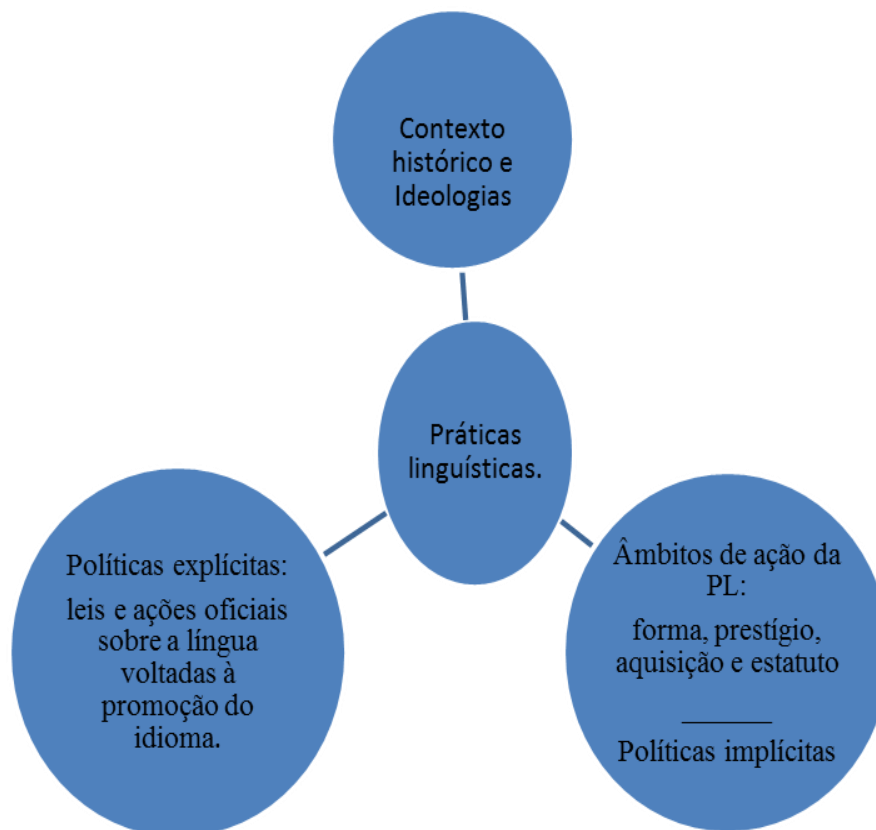 Contexto
histórico e
Ideologias
Práticas
linguísticas.
Políticas explícitas:
leis e ações oficiais
sobre a língua
voltadas à
promoção do
idioma.
Âmbitos de ação da
PL:
forma, prestígio,
aquisição e estatuto
______
Políticas implícitas